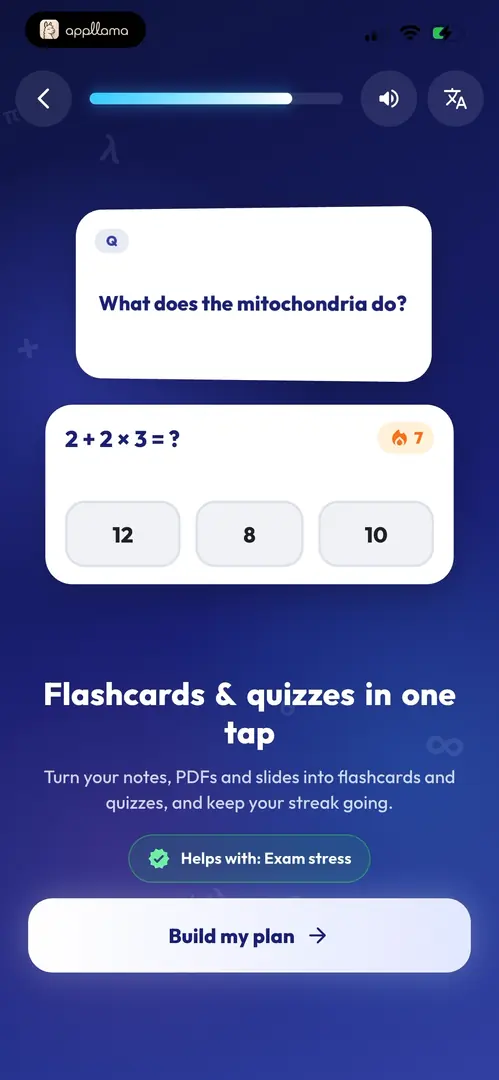 appllama
Q
What does the mitochondria do?
2 + 2 × 3 = ?
7
12
8
10
Flashcards & quizzes in one
tap
Turn your notes, PDFs and slides into flashcards and
quizzes, and keep your streak going.
Helps with: Exam stress
Build my plan →
π
λ
+
∞